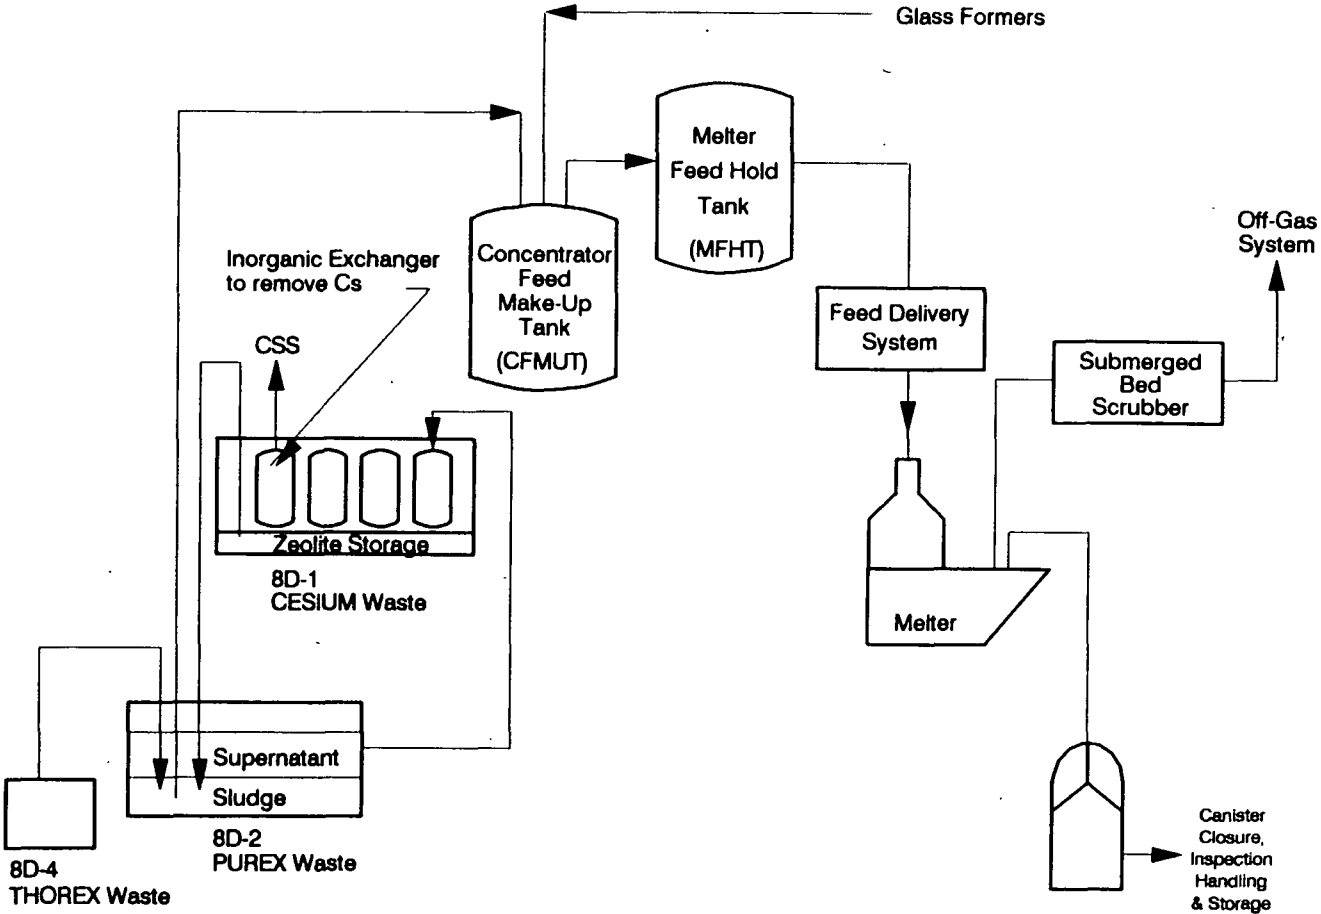 Glass Formers
Melter
Feed Hold
Tank
(MFHT)
Off-Gas
System
Inorganic Exchanger
to remove Cs
Concentrator
Feed
Make-Up
Tank
(CFMUT)
Feed Delivery
System
CSS
Submerged
Bed
Scrubber
Zeolite Storage
8D-1
CESIUM Waste
Melter
Supernatant
Sludge
8D-2
PUREX Waste
8D-4
THOREX Waste
Canister
Closure,
Inspection
Handling
& Storage